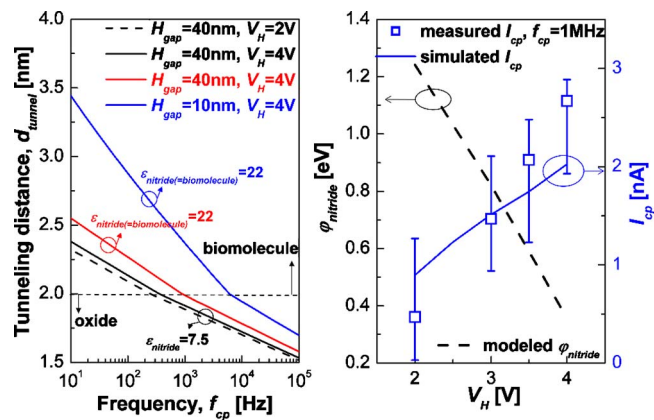 H_gap=40nm, V_H=2V
H_gap=40nm, V_H=4V
H_gap=40nm, V_H=4V
H_gap=10nm, V_H=4V
Tunneling distance, d_tunnel [nm]
4.0
3.5
3.0
2.5
2.0
1.5
ε_nitride(=biomolecule)=22
ε_nitride(=biomolecule)=22
biomolecule
oxide
ε_nitride=7.5
10^1 10^2 10^3 10^4 10^5
Frequency, f_cp [Hz]
measured I_cp, f_cp=1MHz
simulated I_cp
φ_nitride [eV]
1.4
1.2
1.0
0.8
0.6
0.4
0.2
I_cp [nA]
3
2
1
0
modeled φ_nitride
2 3 4
V_H [V]